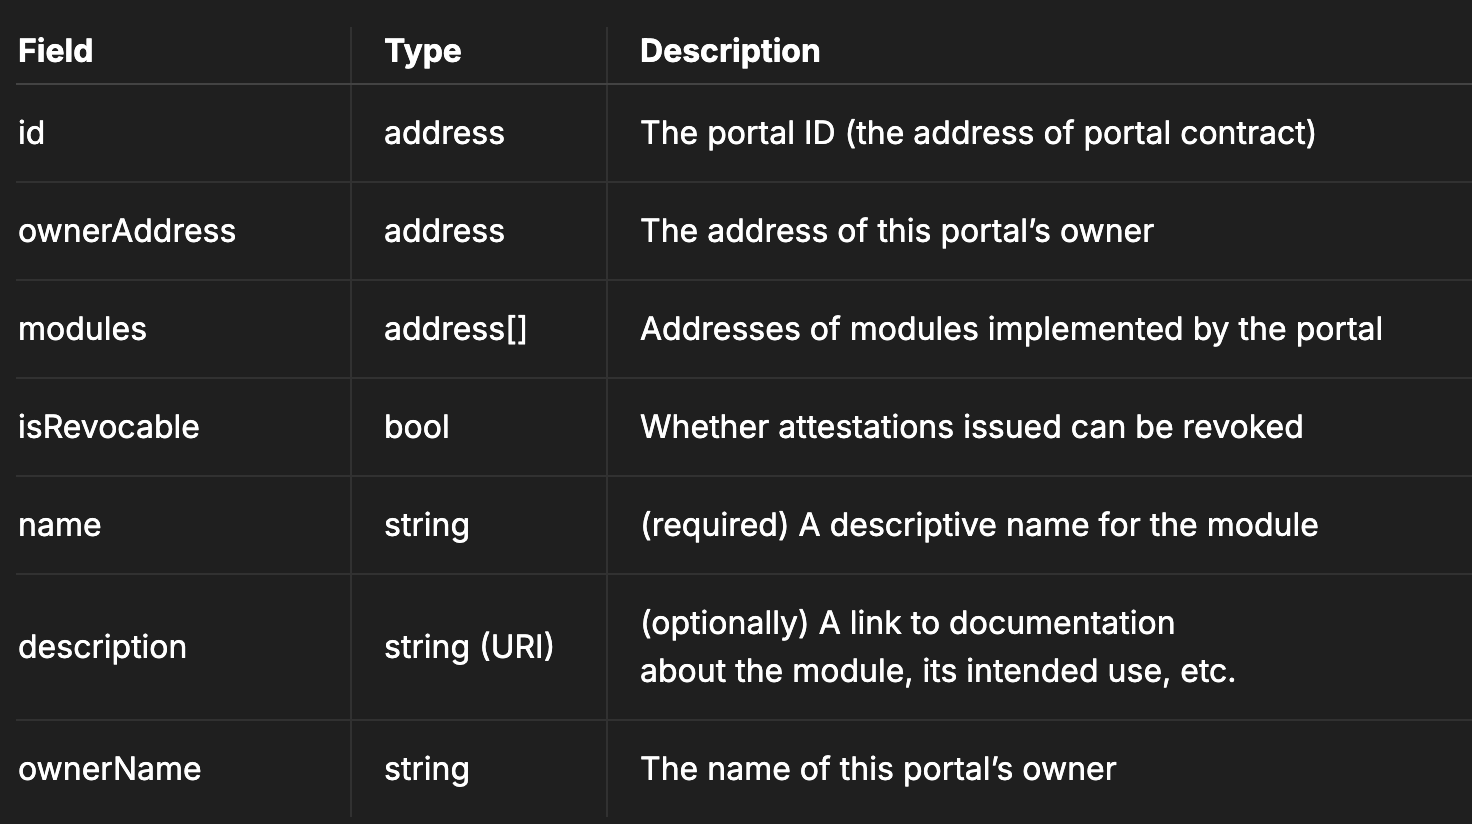 Field Type Description
id address The portal ID (the address of portal contract)
ownerAddress address The address of this portal’s owner
modules address[] Addresses of modules implemented by the portal
isRevocable bool Whether attestations issued can be revoked
name string (required) A descriptive name for the module
description string (URI) (optionally) A link to documentation
about the module, its intended use, etc.
ownerName string The name of this portal’s owner